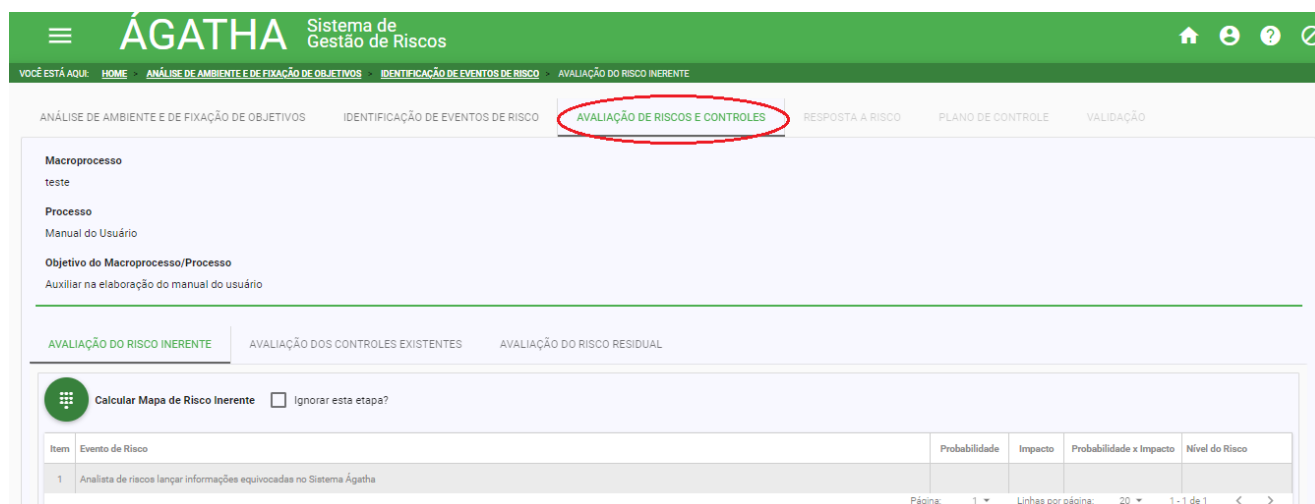 ÁGATHA Sistema de
Gestão de Riscos
VOCÊ ESTÁ AQUI: HOME > ANÁLISE DE AMBIENTE E DE FIXAÇÃO DE OBJETIVOS > IDENTIFICAÇÃO DE EVENTOS DE RISCO > AVALIAÇÃO DO RISCO INERENTE
ANÁLISE DE AMBIENTE E DE FIXAÇÃO DE OBJETIVOS IDENTIFICAÇÃO DE EVENTOS DE RISCO AVALIAÇÃO DE RISCOS E CONTROLES RESPOSTA A RISCO PLANO DE CONTROLE VALIDAÇÃO
Macroprocesso
teste
Processo
Manual do Usuário
Objetivo do Macroprocesso/Processo
Auxiliar na elaboração do manual do usuário
AVALIAÇÃO DO RISCO INERENTE AVALIAÇÃO DOS CONTROLES EXISTENTES AVALIAÇÃO DO RISCO RESIDUAL
Calcular Mapa de Risco Inerente Ignorar esta etapa?
Item Evento de Risco Probabilidade Impacto Probabilidade x Impacto Nível do Risco
1 Analista de riscos lançar informações equivocadas no Sistema Ágatha
Página: 1 Linhas por página: 20 1 - 1 de 1 < >